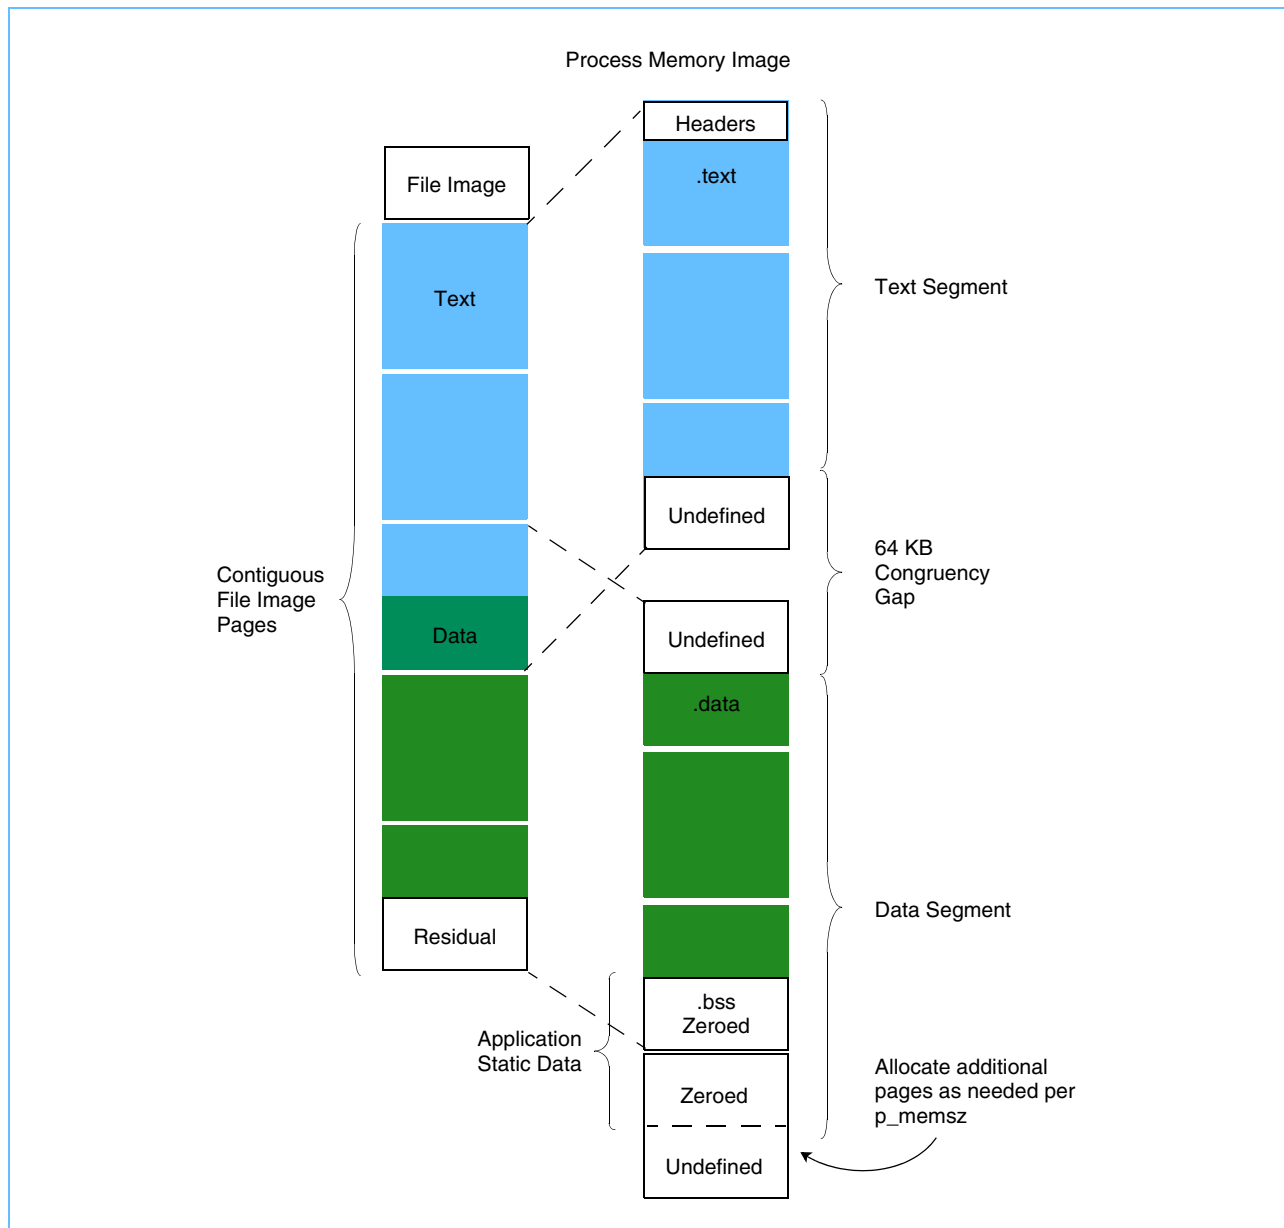 Process Memory Image
File Image
Text
Data
Residual
Contiguous
File Image
Pages
Headers
.text
Undefined
Undefined
.data
.bss
Zeroed
Zeroed
Undefined
Application
Static Data
Text Segment
64 KB
Congruency
Gap
Data Segment
Allocate additional
pages as needed per
p_memsz